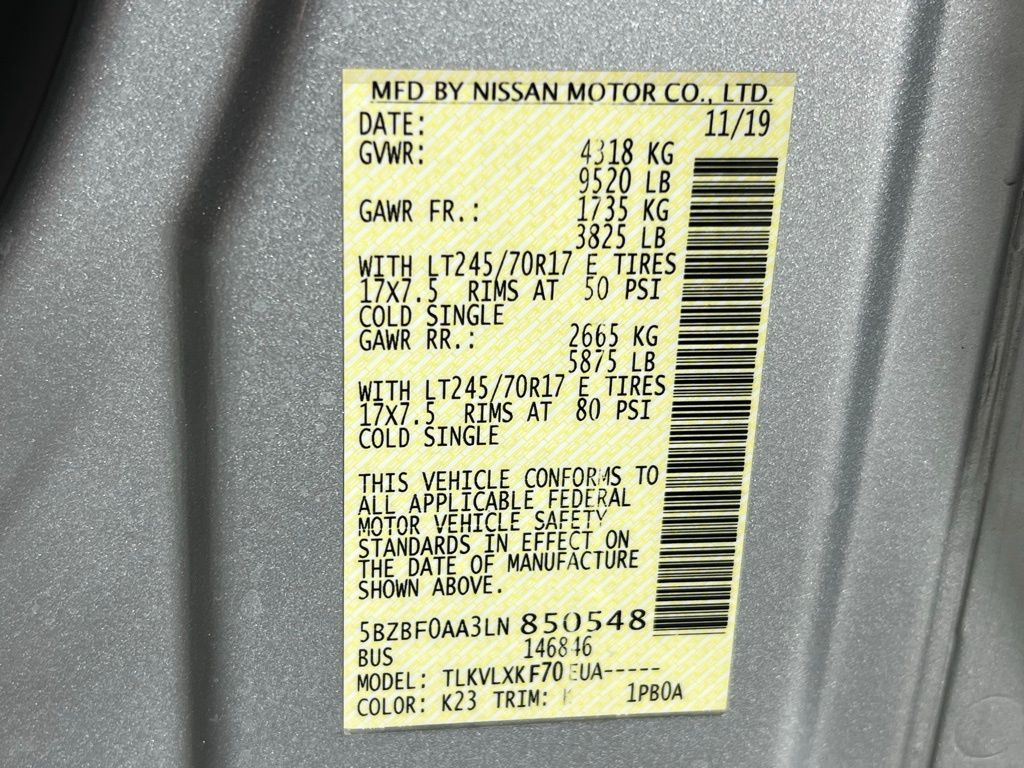 MFD BY NISSAN MOTOR CO., LTD.
DATE: 11/19
GVWR: 4318 KG
9520 LB
GAWR FR.: 1735 KG
3825 LB
WITH LT245/70R17 E TIRES
17X7.5 RIMS AT 50 PSI
COLD SINGLE
GAWR RR.: 2665 KG
5875 LB
WITH LT245/70R17 E TIRES
17X7.5 RIMS AT 80 PSI
COLD SINGLE
THIS VEHICLE CONFORMS TO
ALL APPLICABLE FEDERAL
MOTOR VEHICLE SAFETY
STANDARDS IN EFFECT ON
THE DATE OF MANUFACTURE
SHOWN ABOVE.
5BZBF0AA3LN 850548
BUS 146846
MODEL: TLKVLXKF70EUA-----
COLOR: K23 TRIM: 1PB0A